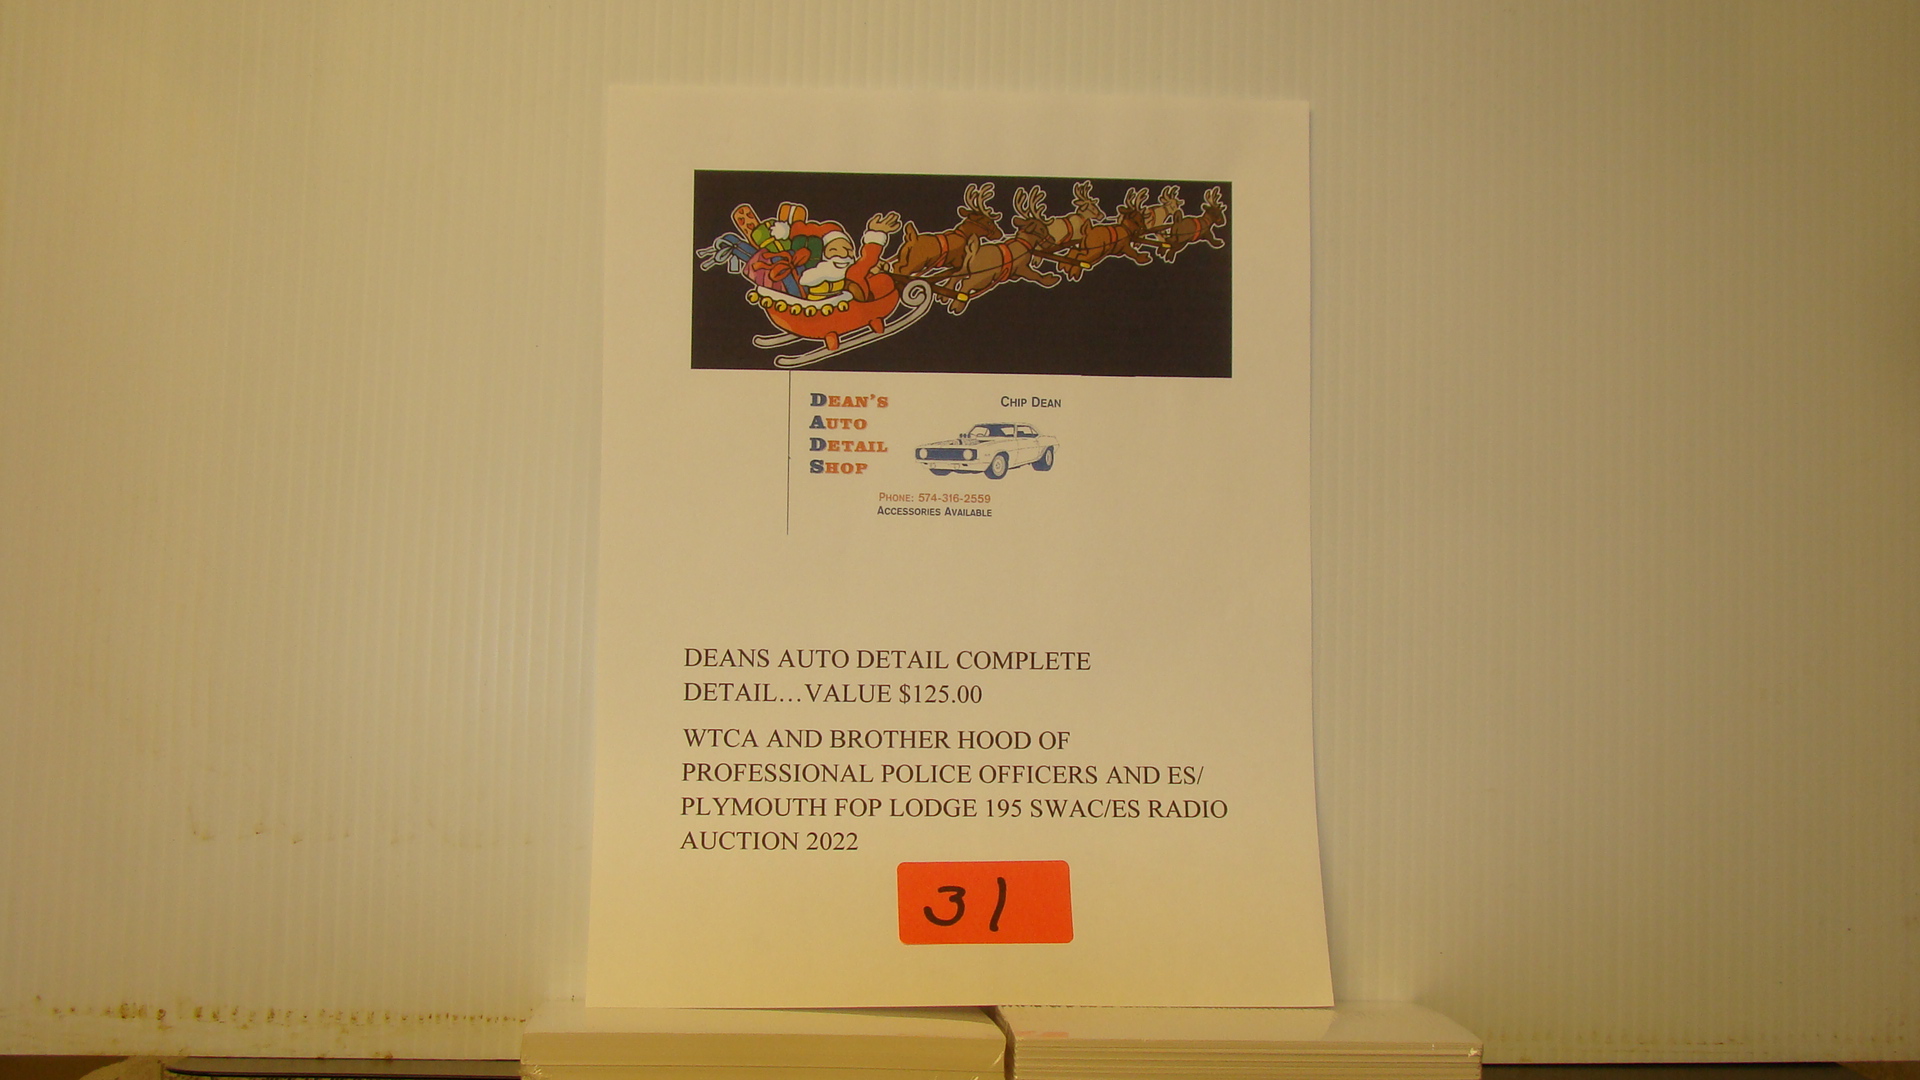 DEAN'S
AUTO
DETAIL
SHOP
CHIP DEAN
PHONE: 574-316-2559
ACCESSORIES AVAILABLE
DEANS AUTO DETAIL COMPLETE
DETAIL...VALUE $125.00
WTCA AND BROTHER HOOD OF
PROFESSIONAL POLICE OFFICERS AND ES/
PLYMOUTH FOP LODGE 195 SWAC/ES RADIO
AUCTION 2022
31